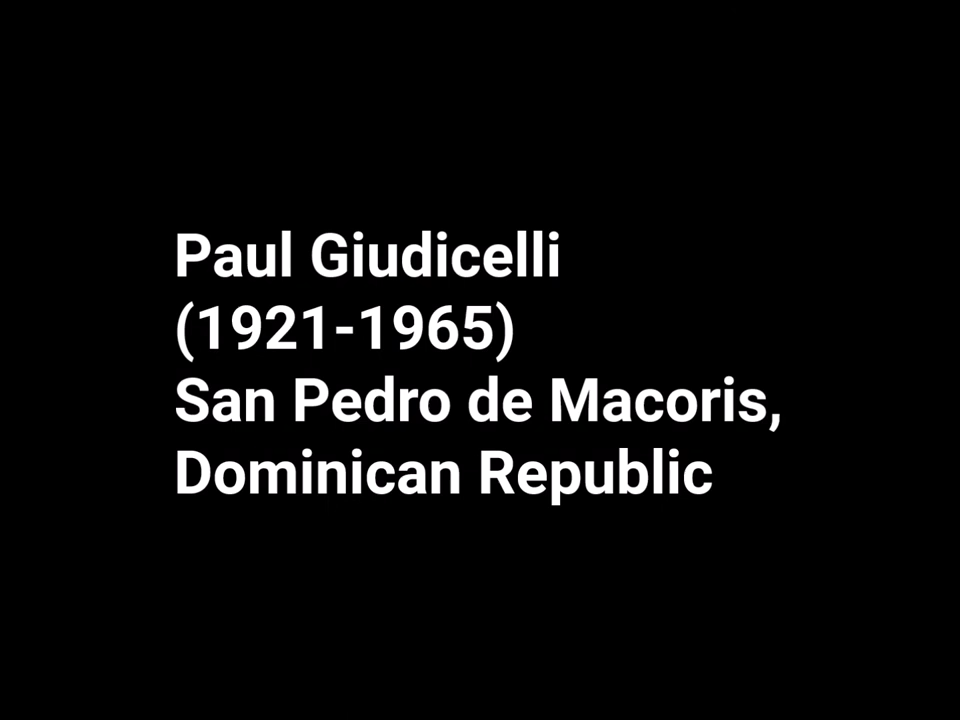 Paul Giudicelli
(1921-1965)
San Pedro de Macoris,
Dominican Republic